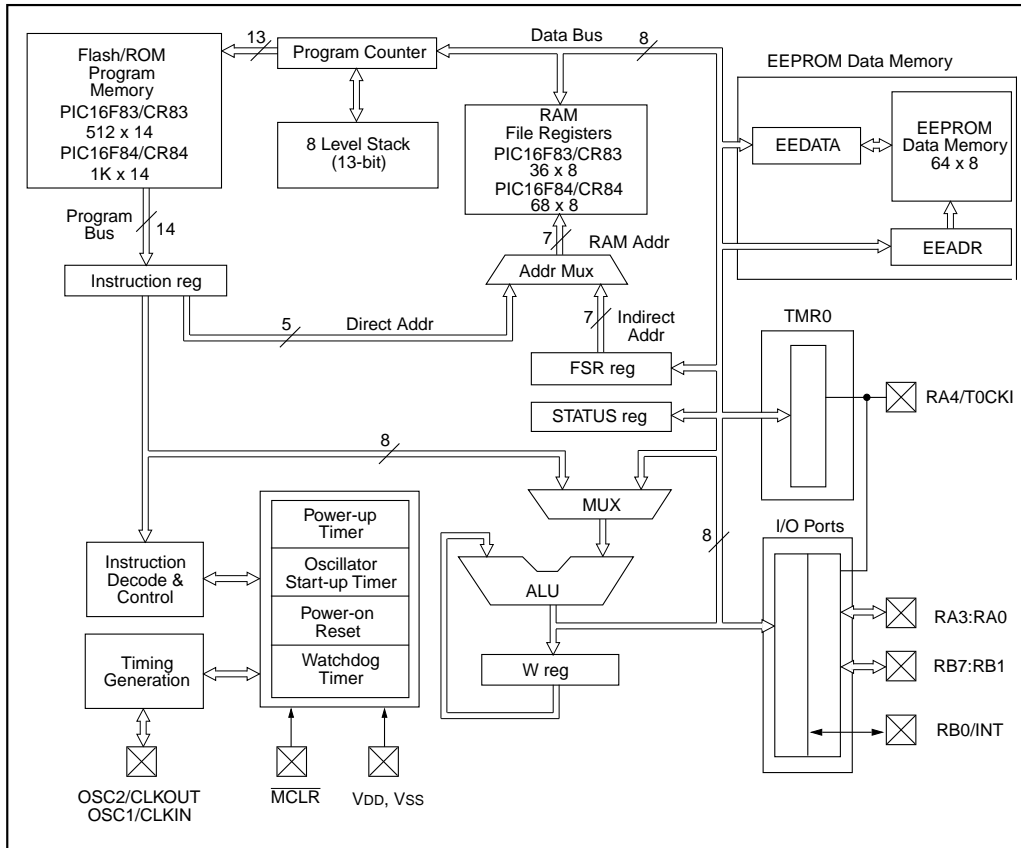 Flash/ROM
Program
Memory
PIC16F83/CR83
512 x 14
PIC16F84/CR84
1K x 14
13
Program Counter
8 Level Stack
(13-bit)
Data Bus
8
RAM
File Registers
PIC16F83/CR83
36 x 8
PIC16F84/CR84
68 x 8
EEPROM Data Memory
EEDATA
EEPROM
Data Memory
64 x 8
EEADR
Program
Bus
14
7
RAM Addr
Addr Mux
Instruction reg
5
Direct Addr
7
Indirect
Addr
FSR reg
STATUS reg
TMR0
RA4/T0CKI
8
MUX
8
I/O Ports
Power-up
Timer
Oscillator
Start-up Timer
Power-on
Reset
Watchdog
Timer
Instruction
Decode &
Control
Timing
Generation
ALU
W reg
RA3:RA0
RB7:RB1
RB0/INT
OSC2/CLKOUT
OSC1/CLKIN
MCLR
VDD, VSS